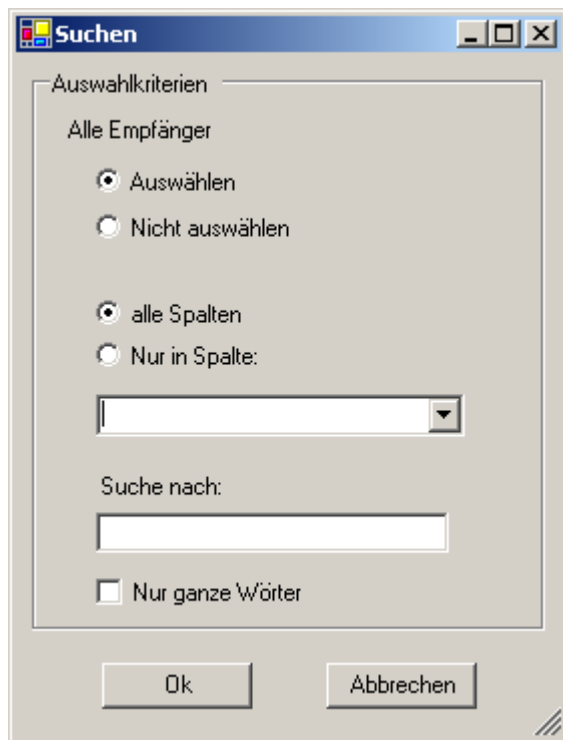 Suchen
Auswahlkriterien
Alle Empfänger
Auswählen
Nicht auswählen
alle Spalten
Nur in Spalte:
Suche nach:
Nur ganze Wörter
Ok Abbrechen